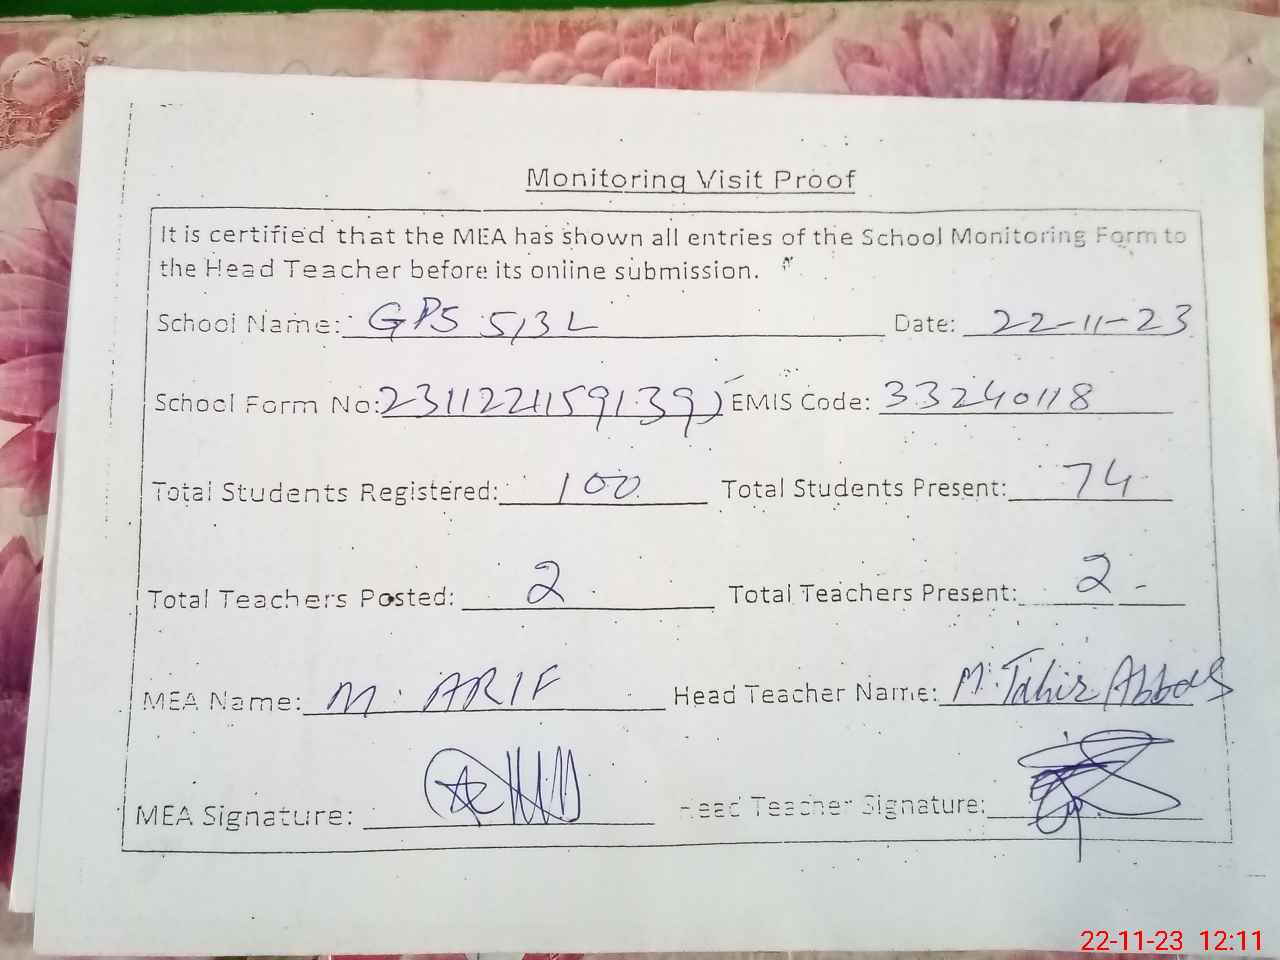 Monitoring Visit Proof
It is certified that the MEA has shown all entries of the School Monitoring Form to
the Head Teacher before its online submission.
School Name: GPS 5/3L Date: 22-11-23
School Form No: 2311221159139 EMIS Code: 33240118
Total Students Registered: 100 Total Students Present: 74
Total Teachers Posted: 2 Total Teachers Present: 2
MEA Name: M. ARIF Head Teacher Name: M. Tahir Abbas
MEA Signature: Head Teacher Signature:
22-11-23 12:11